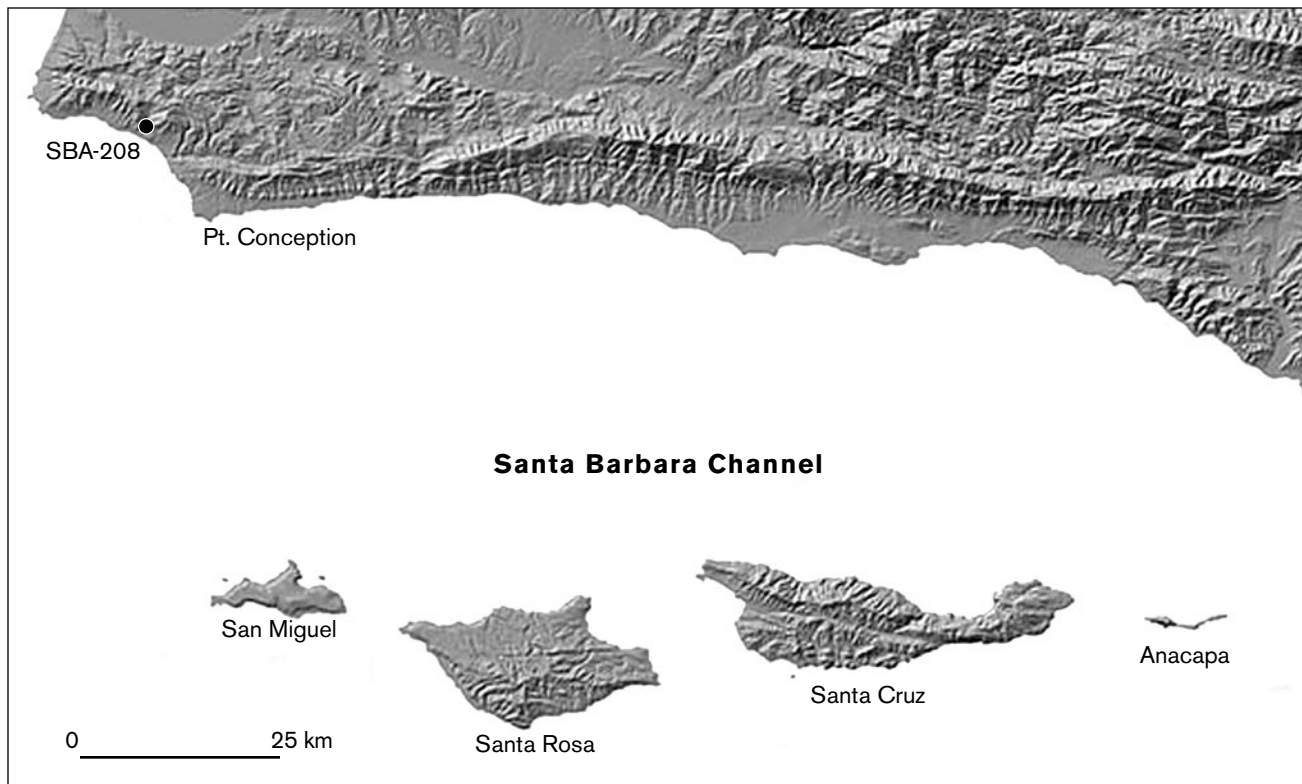 SBA-208
Pt. Conception
Santa Barbara Channel
San Miguel
Santa Rosa
Santa Cruz
Anacapa
0 25 km